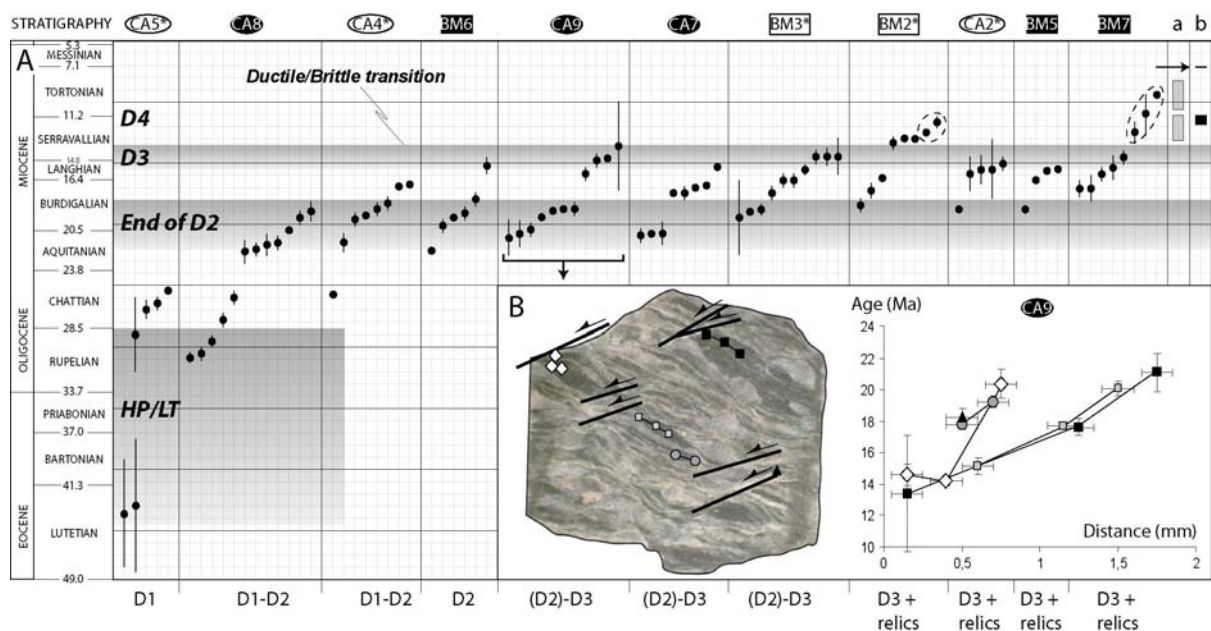 STRATIGRAPHY CA5* CA8 CA4* BM6 CA9 CA7 BM3* BM2* CA2* BM5 BM7 a b
A
5.3
MESSINIAN
7.1
TORTONIAN
11.2
SERRAVALLIAN
14.8
LANGHIAN
16.4
BURDIGALIAN
20.5
AQUITANIAN
23.8
CHATTIAN
28.5
RUPELIAN
33.7
PRIABONIAN
37.0
BARTONIAN
41.3
LUTETIAN
49.0
MIOCENE
OLIGOCENE
EOCENE
Ductile/Brittle transition
D4
D3
End of D2
HP/LT
B
Age (Ma)
CA9
24
22
20
18
16
14
12
10
Distance (mm)
0 0,5 1 1,5 2
D1 D1-D2 D1-D2 D2 (D2)-D3 (D2)-D3 (D2)-D3 D3 + relics D3 + relics D3 + relics D3 + relics